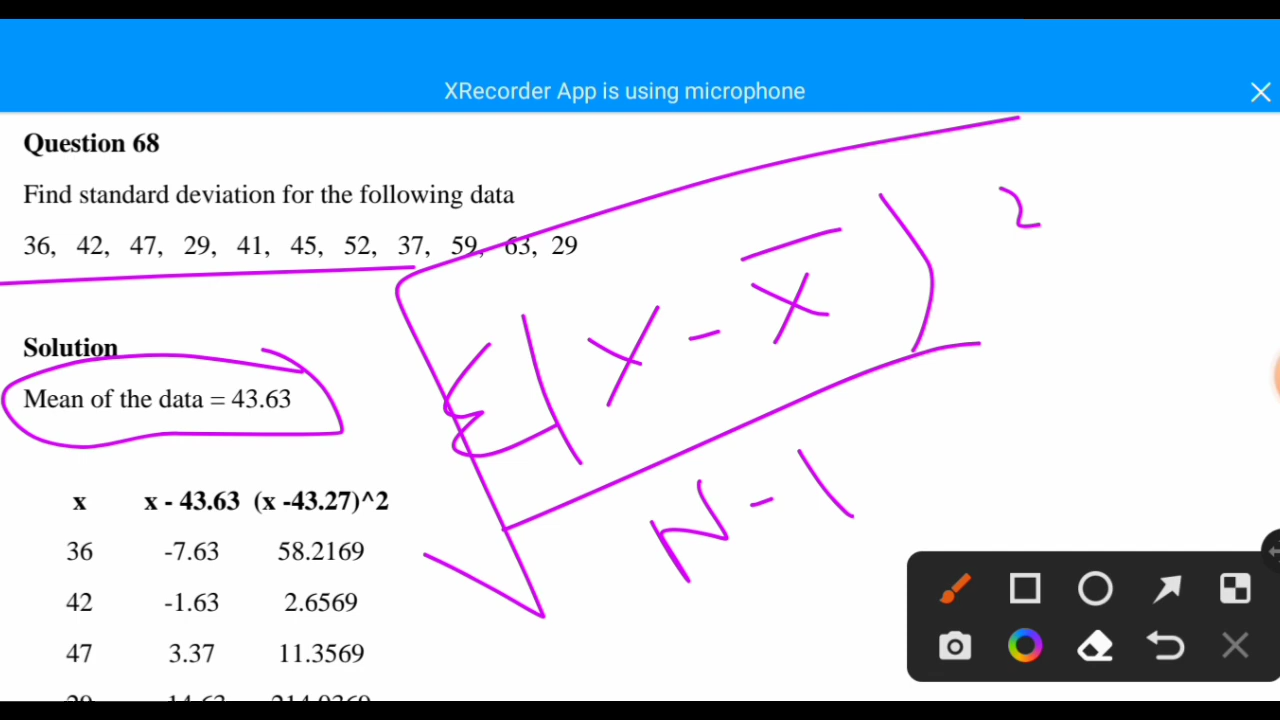 XRecorder App is using microphone
Question 68
Find standard deviation for the following data
36, 42, 47, 29, 41, 45, 52, 37, 59, 63, 29
Σ(x - x̅)²
N - 1
Solution
Mean of the data = 43.63
x x - 43.63 (x -43.27)^2
36 -7.63 58.2169
42 -1.63 2.6569
47 3.37 11.3569